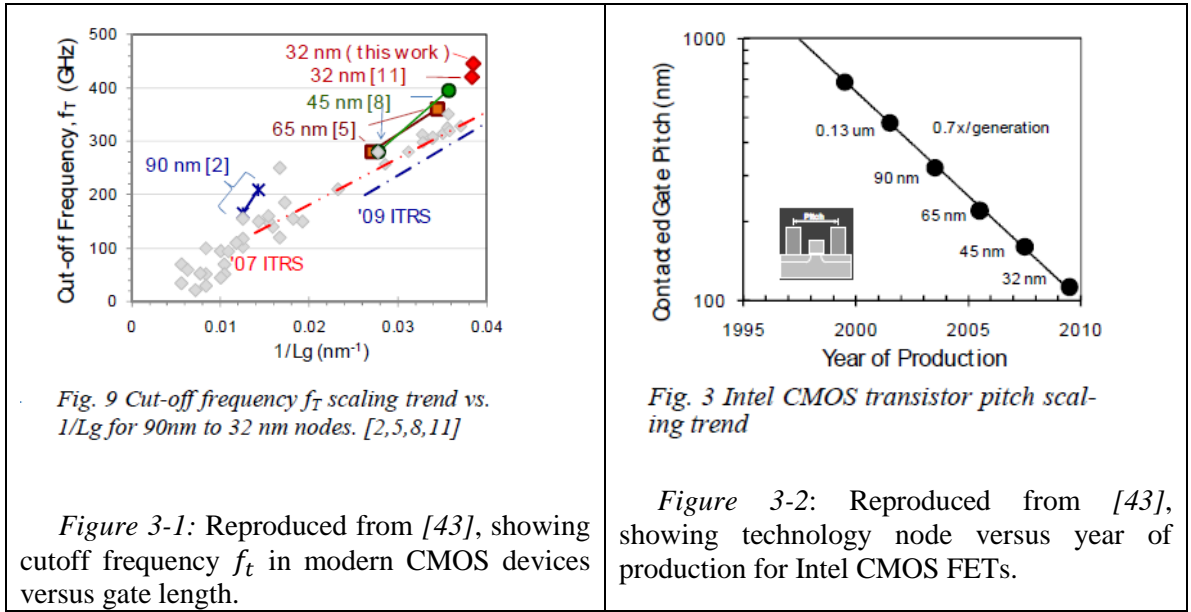 500
400
300
200
100
0
Cut-off Frequency, fT (GHz)
32 nm ( this work )
32 nm [11]
45 nm [8]
65 nm [5]
90 nm [2]
'09 ITRS
'07 ITRS
0
0.01
0.02
0.03
0.04
1/Lg (nm-1)
Fig. 9 Cut-off frequency fT scaling trend vs.
1/Lg for 90nm to 32 nm nodes. [2,5,8,11]
Figure 3-1: Reproduced from [43], showing
cutoff frequency ft in modern CMOS devices
versus gate length.
1000
100
Contacted Gate Pitch (nm)
0.13 um
0.7x/generation
90 nm
65 nm
45 nm
32 nm
Pitch
1995
2000
2005
2010
Year of Production
Fig. 3 Intel CMOS transistor pitch scal-
ing trend
Figure 3-2: Reproduced from [43],
showing technology node versus year of
production for Intel CMOS FETs.